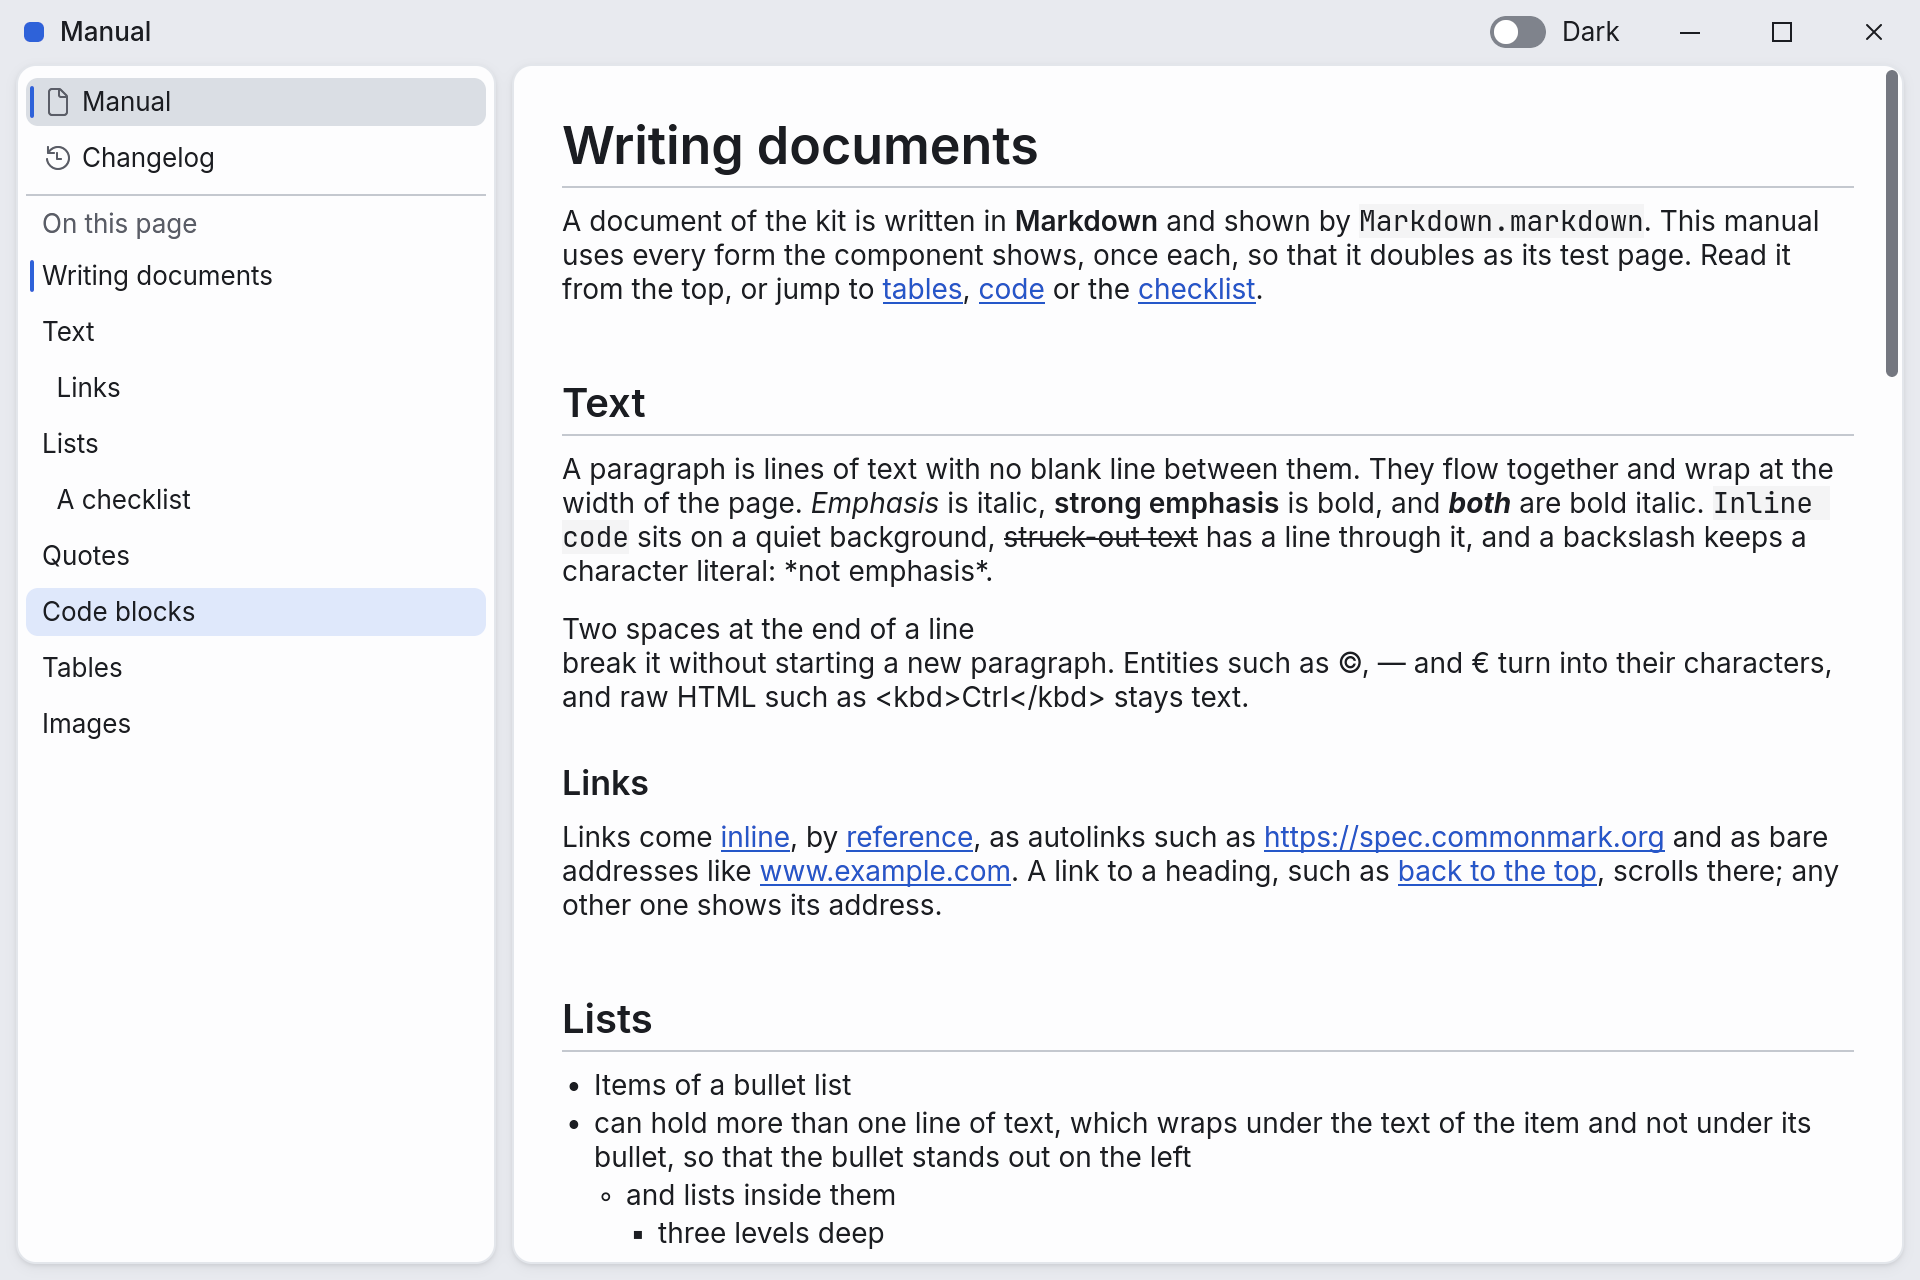 Manual
Dark
Manual
Changelog
On this page
Writing documents
Text
Links
Lists
A checklist
Quotes
Code blocks
Tables
Images
Writing documents
A document of the kit is written in Markdown and shown by Markdown.markdown. This manual
uses every form the component shows, once each, so that it doubles as its test page. Read it
from the top, or jump to tables, code or the checklist.
Text
A paragraph is lines of text with no blank line between them. They flow together and wrap at the
width of the page. Emphasis is italic, strong emphasis is bold, and both are bold italic. Inline
code sits on a quiet background, struck-out text has a line through it, and a backslash keeps a
character literal: *not emphasis*.
Two spaces at the end of a line
break it without starting a new paragraph. Entities such as ©, — and € turn into their characters,
and raw HTML such as <kbd>Ctrl</kbd> stays text.
Links
Links come inline, by reference, as autolinks such as https://spec.commonmark.org and as bare
addresses like www.example.com. A link to a heading, such as back to the top, scrolls there; any
other one shows its address.
Lists
• Items of a bullet list
• can hold more than one line of text, which wraps under the text of the item and not under its
bullet, so that the bullet stands out on the left
◦ and lists inside them
▪ three levels deep